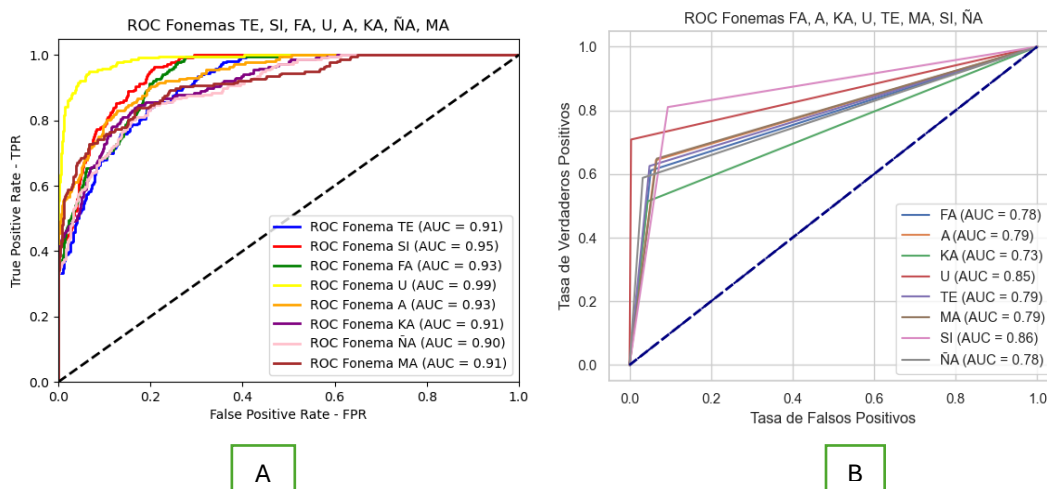 ROC Fonemas TE, SI, FA, U, A, KA, ÑA, MA
True Positive Rate - TPR
1.0
0.8
0.6
0.4
0.2
0.0
ROC Fonema TE (AUC = 0.91)
ROC Fonema SI (AUC = 0.95)
ROC Fonema FA (AUC = 0.93)
ROC Fonema U (AUC = 0.99)
ROC Fonema A (AUC = 0.93)
ROC Fonema KA (AUC = 0.91)
ROC Fonema ÑA (AUC = 0.90)
ROC Fonema MA (AUC = 0.91)
0.0 0.2 0.4 0.6 0.8 1.0
False Positive Rate - FPR
A
ROC Fonemas FA, A, KA, U, TE, MA, SI, ÑA
Tasa de Verdaderos Positivos
1.0
0.8
0.6
0.4
0.2
0.0
FA (AUC = 0.78)
A (AUC = 0.79)
KA (AUC = 0.73)
U (AUC = 0.85)
TE (AUC = 0.79)
MA (AUC = 0.79)
SI (AUC = 0.86)
ÑA (AUC = 0.78)
0.0 0.2 0.4 0.6 0.8 1.0
Tasa de Falsos Positivos
B